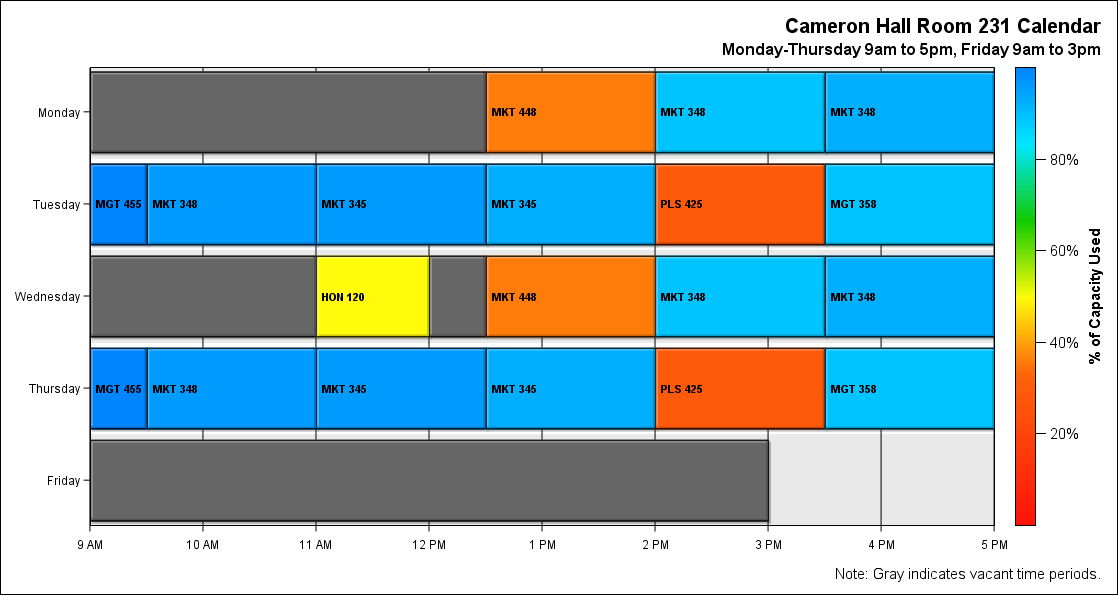 Cameron Hall Room 231 Calendar
Monday-Thursday 9am to 5pm, Friday 9am to 3pm
Monday
MKT 448
MKT 348
MKT 348
Tuesday
MGT 455
MKT 348
MKT 345
MKT 345
PLS 425
MGT 358
Wednesday
HON 120
MKT 448
MKT 348
MKT 348
Thursday
MGT 455
MKT 348
MKT 345
MKT 345
PLS 425
MGT 358
Friday
9 AM
10 AM
11 AM
12 PM
1 PM
2 PM
3 PM
4 PM
5 PM
80%
60%
40%
20%
% of Capacity Used
Note: Gray indicates vacant time periods.